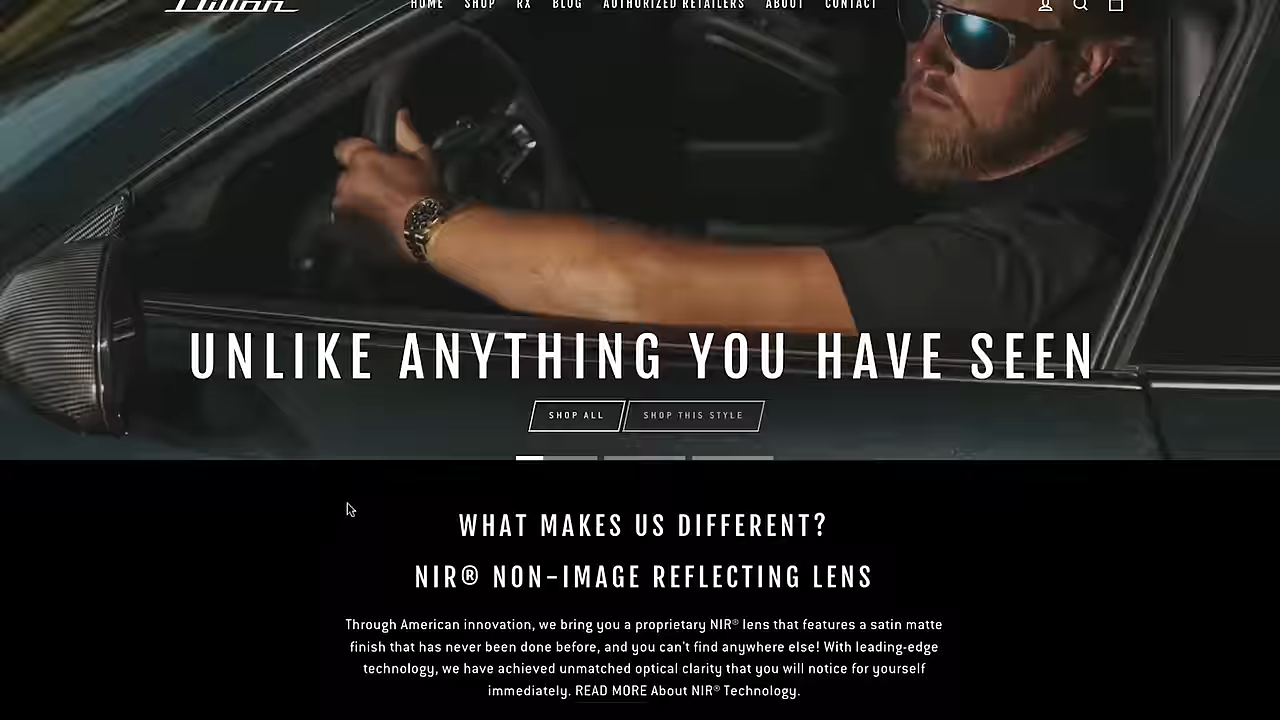 Dillon
HOME SHOP RX BLOG AUTHORIZED RETAILERS ABOUT CONTACT
UNLIKE ANYTHING YOU HAVE SEEN
SHOP ALL SHOP THIS STYLE
WHAT MAKES US DIFFERENT?
NIR® NON-IMAGE REFLECTING LENS
Through American innovation, we bring you a proprietary NIR® lens that features a satin matte
finish that has never been done before, and you can't find anywhere else! With leading-edge
technology, we have achieved unmatched optical clarity that you will notice for yourself
immediately. READ MORE About NIR® Technology.